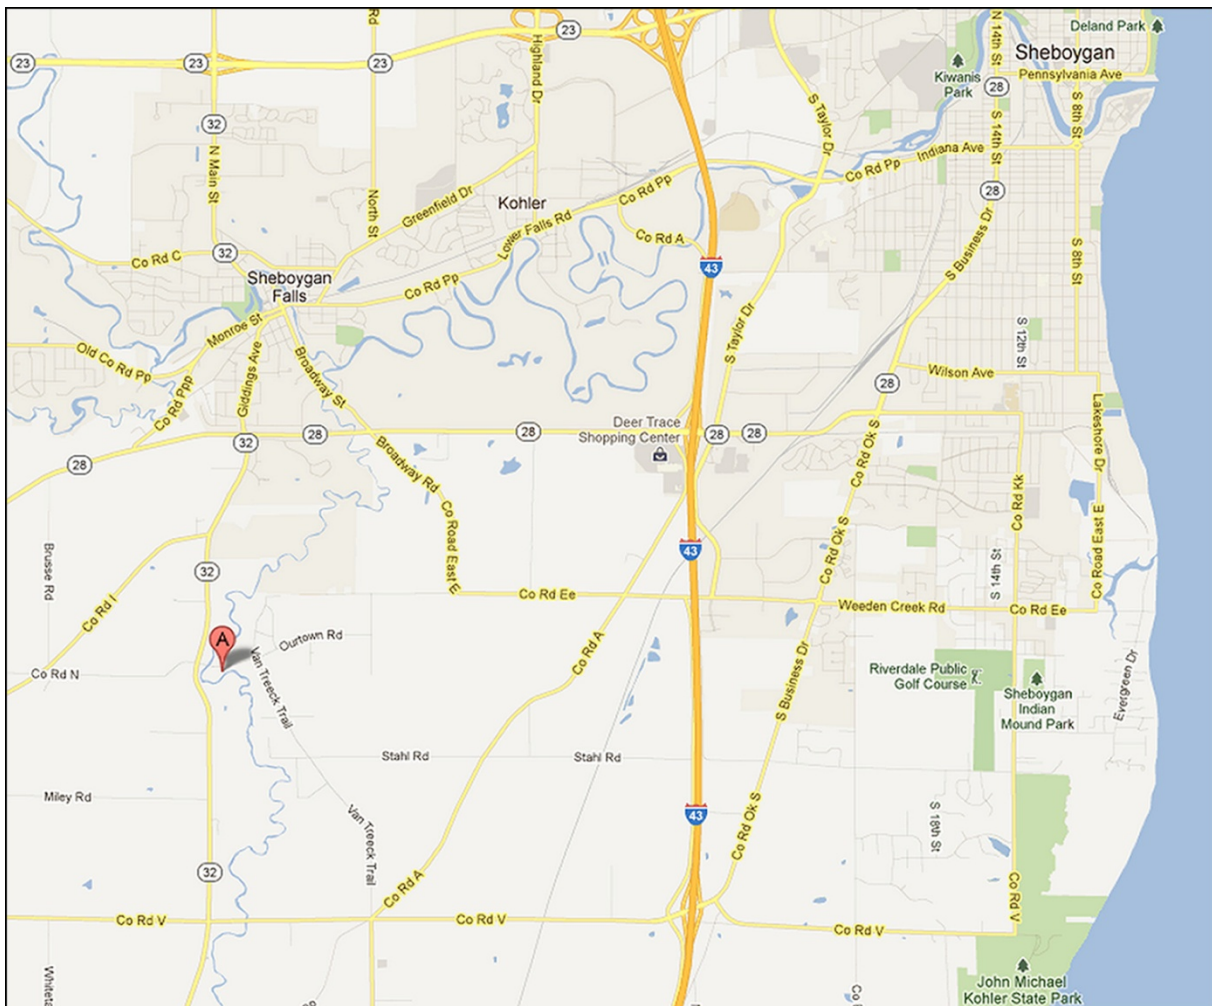 Deland Park
Sheboygan
Pennsylvania Ave
Kiwanis
Park
N 14th St
Rd
Highland Dr
23
23
23
23
28
32
S Taylor Dr
S 14th St
S 8th St
N Main St
Indiana Ave
Co Rd Pp
28
North St
Greenfield Dr
Kohler
Co Rd Pp
Lower Falls Rd
Co Rd A
S Business Dr
S 8th St
Co Rd C
32
43
Sheboygan
Falls
Co Rd Pp
Monroe St
S Taylor Dr
S 12th St
Old Co Rd Pp
Co Rd Ppp
Giddings Ave
Broadway St
Wilson Ave
28
Lakeshore Dr
Deer Trace
Shopping Center
28
28
28
28
32
28
Broadway Rd
Co Rd Ok S
Co Rd Kk
Co Road East E
Co Rd Ok S
Co Road East E
Brusse Rd
43
S 14th St
32
Co Rd I
Co Rd Ee
Weeden Creek Rd
Co Rd Ee
A
Ourtown Rd
Co Rd A
Co Rd N
Van Treeck Trail
S Business Dr
Riverdale Public
Golf Course
Sheboygan
Indian
Mound Park
Evergreen Dr
Stahl Rd
Stahl Rd
Miley Rd
Van Treeck Trail
43
Co Rd Ok S
S 18th St
32
Co Rd A
Co Rd V
Co Rd V
Co Rd V
Co Rd V
Co Rd
John Michael
Kohler State Park